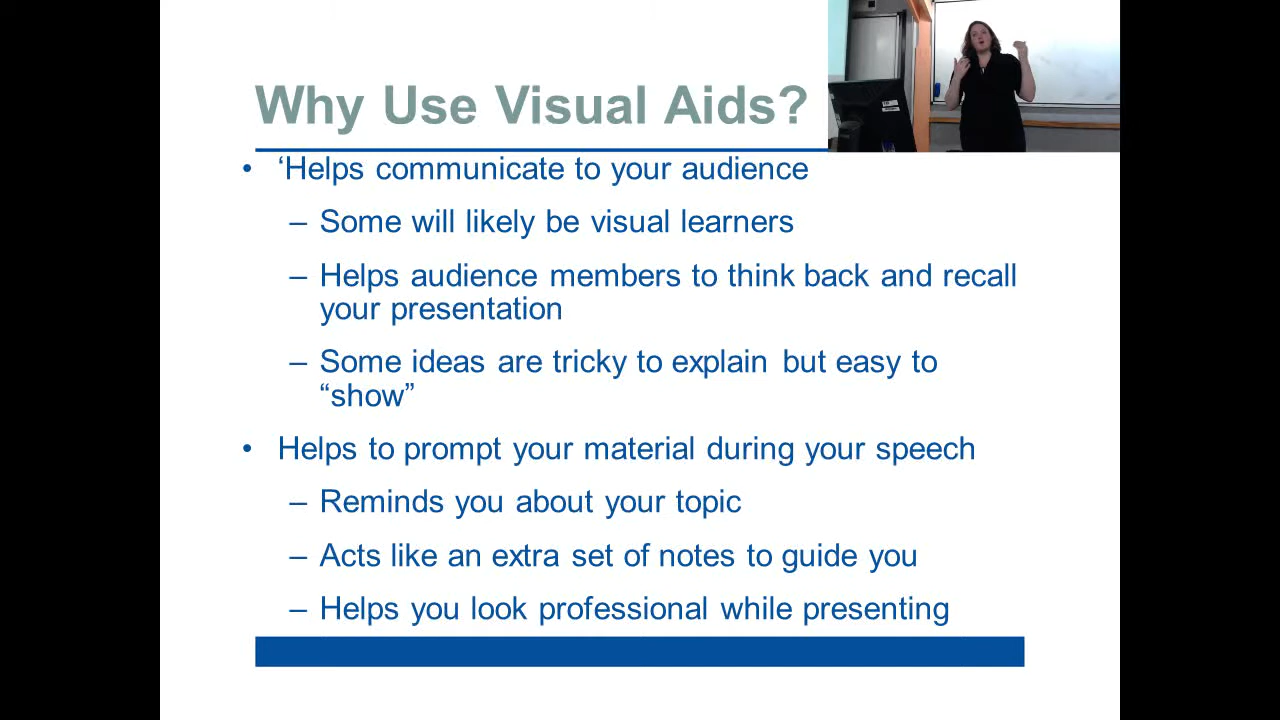 Why Use Visual Aids?
• ‘Helps communicate to your audience
– Some will likely be visual learners
– Helps audience members to think back and recall
your presentation
– Some ideas are tricky to explain but easy to
“show”
• Helps to prompt your material during your speech
– Reminds you about your topic
– Acts like an extra set of notes to guide you
– Helps you look professional while presenting